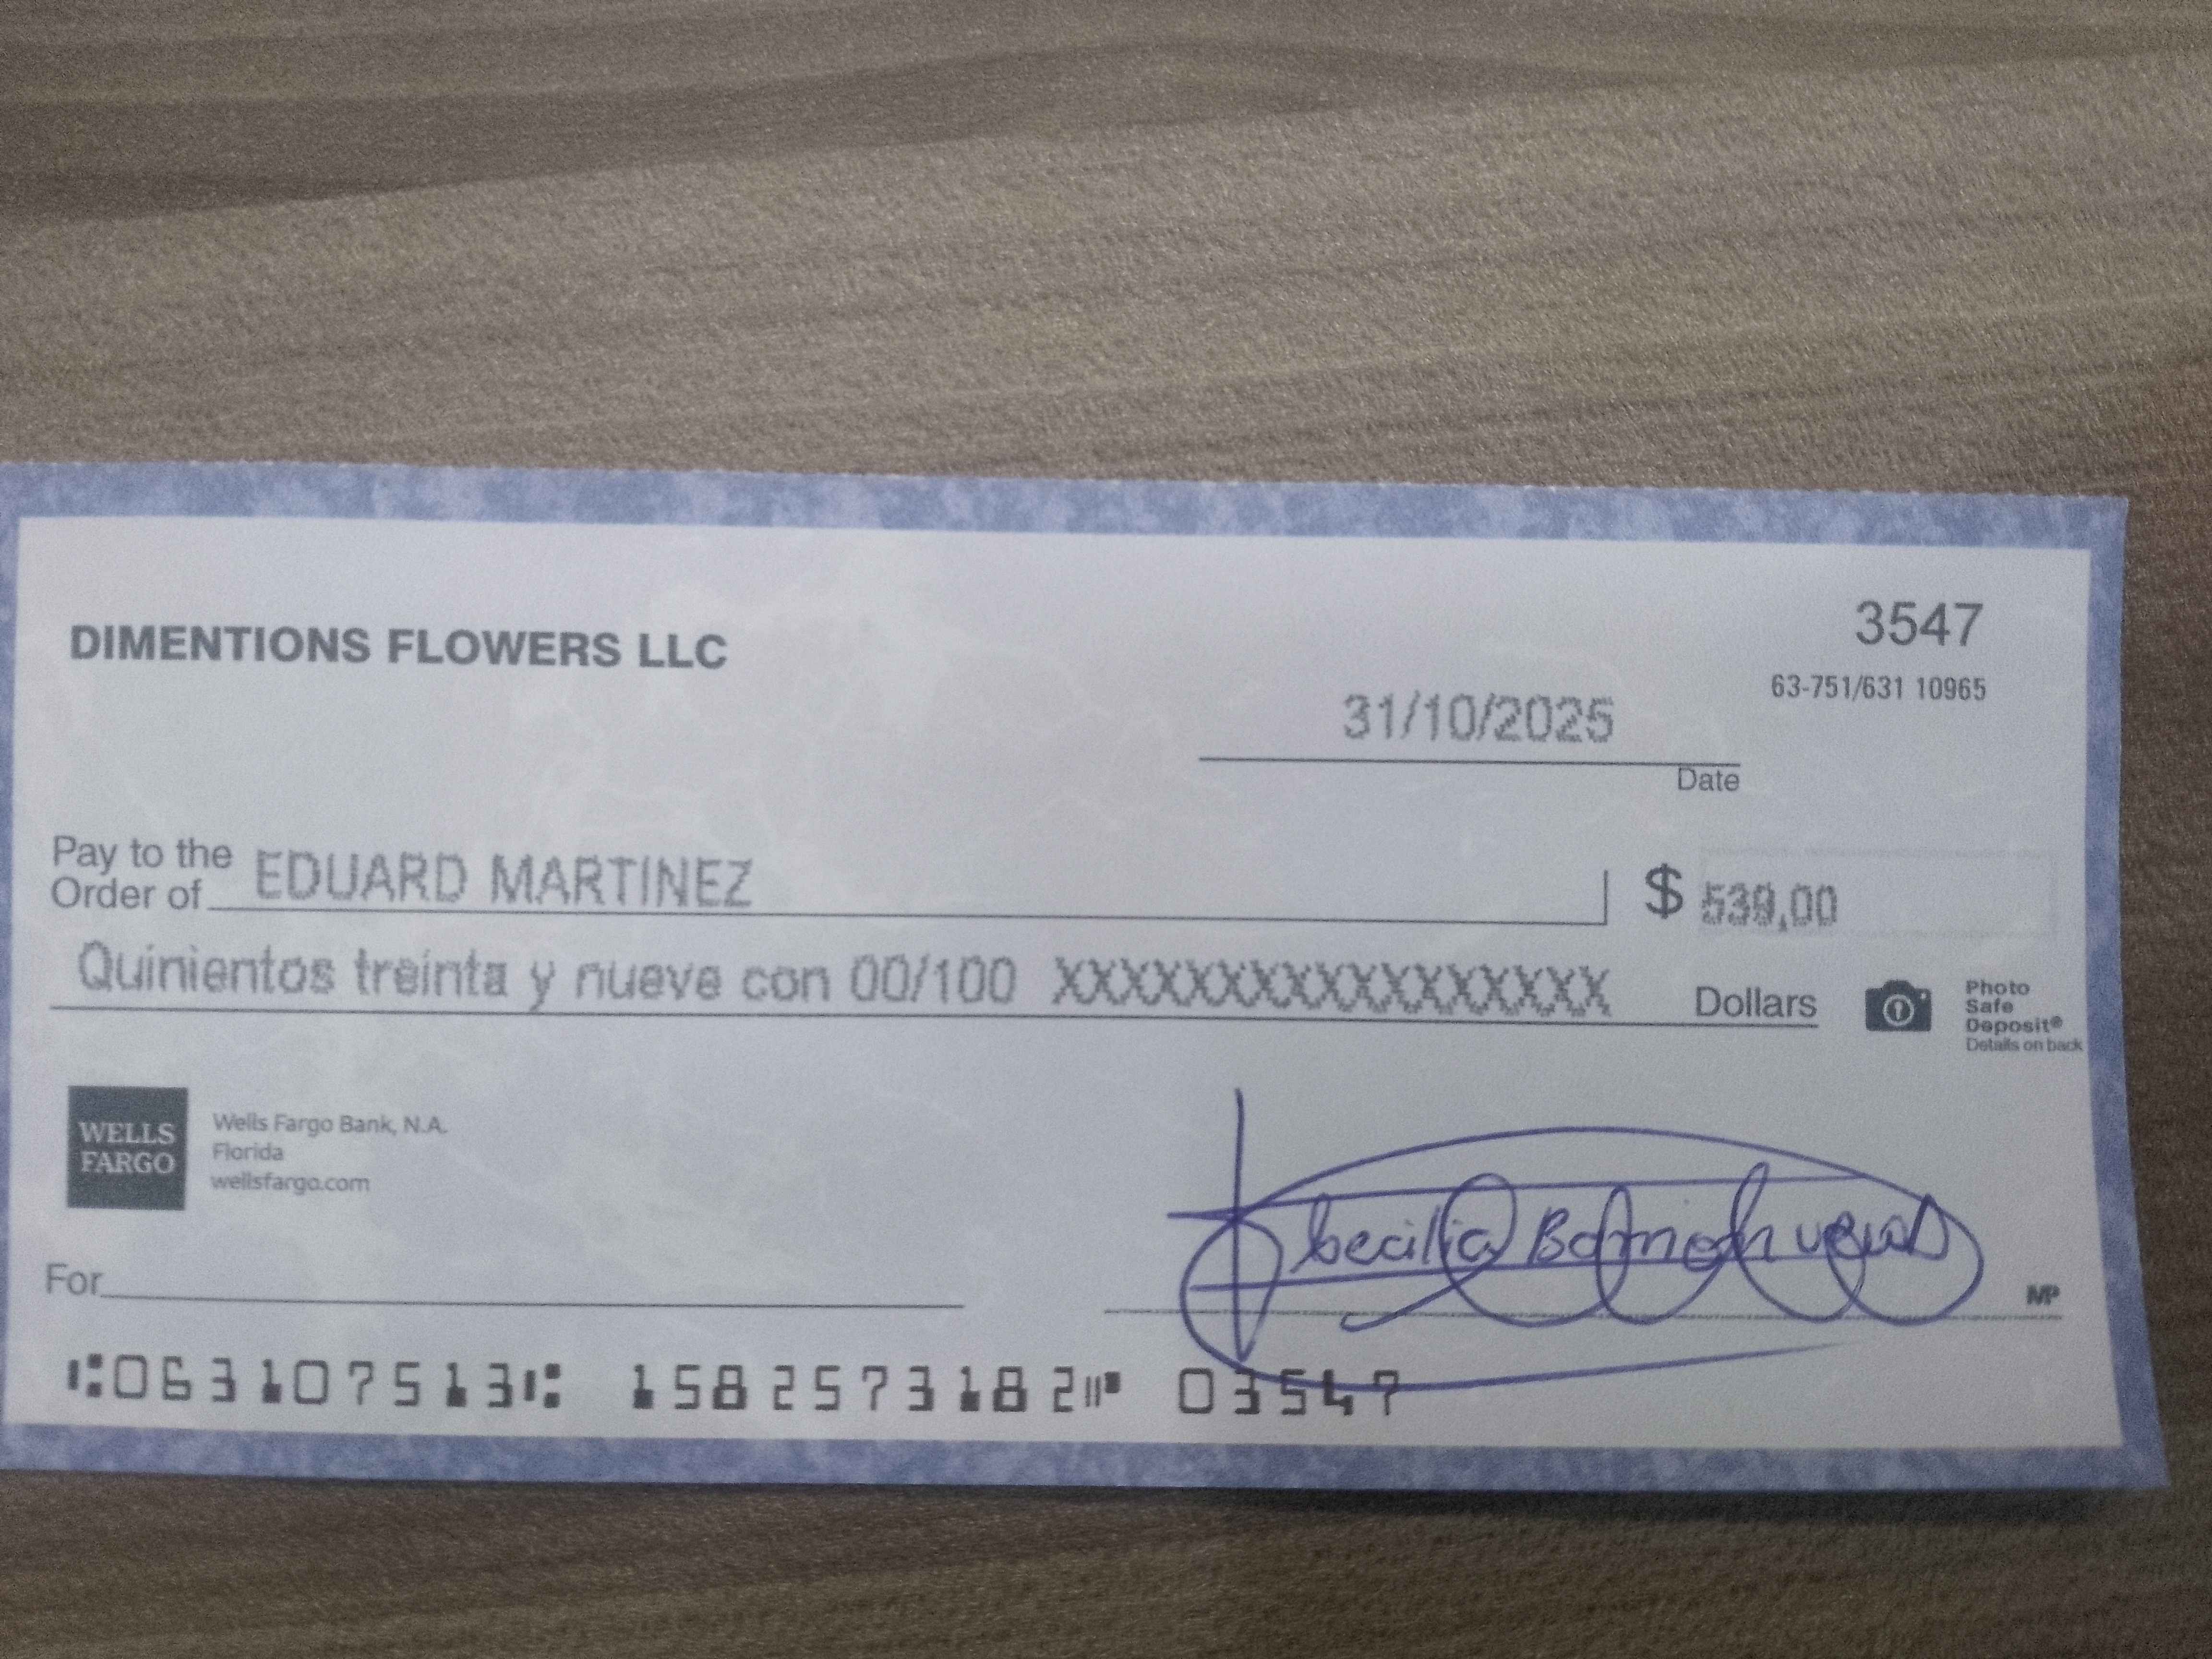 DIMENTIONS FLOWERS LLC
3547
63-751/631 10965
31/10/2025
Date
Pay to the
Order of EDUARD MARTINEZ $ 539,00
Quinientos treinta y nueve con 00/100 XXXXXXXXXXXXXXXXXX Dollars
Photo
Safe
Deposit®
Details on back
WELLS
FARGO
Wells Fargo Bank, N.A.
Florida
wellsfargo.com
For
MP
⑆063107513⑆ 1582573182⑈ 03547